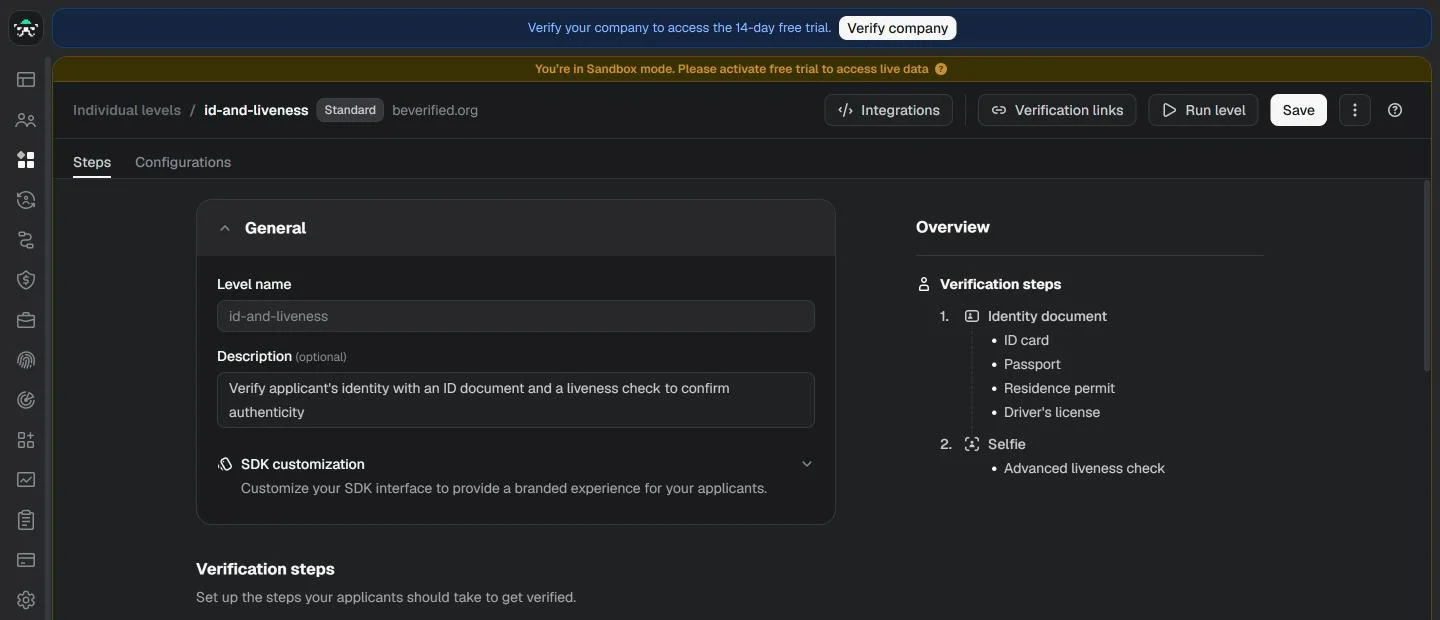 Verify your company to access the 14-day free trial. Verify company
You're in Sandbox mode. Please activate free trial to access live data ?
Individual levels / id-and-liveness Standard beverified.org
Integrations Verification links Run level Save
Steps Configurations
General
Level name
id-and-liveness
Description (optional)
Verify applicant's identity with an ID document and a liveness check to confirm
authenticity
SDK customization
Customize your SDK interface to provide a branded experience for your applicants.
Verification steps
Set up the steps your applicants should take to get verified.
Overview
Verification steps
1. Identity document
• ID card
• Passport
• Residence permit
• Driver's license
2. Selfie
• Advanced liveness check